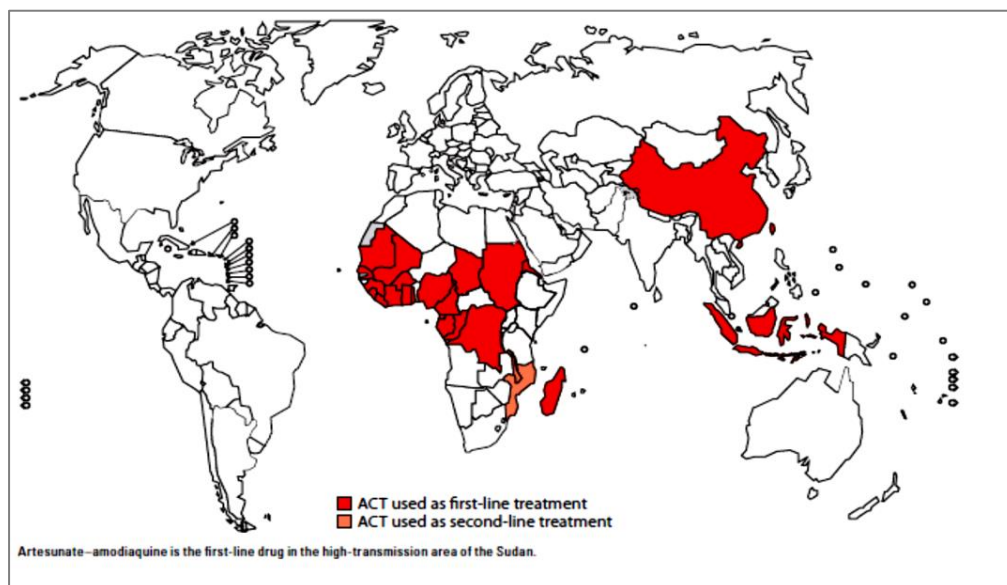 ACT used as first-line treatment
ACT used as second-line treatment
Artesunate–amodiaquine is the first-line drug in the high-transmission area of the Sudan.